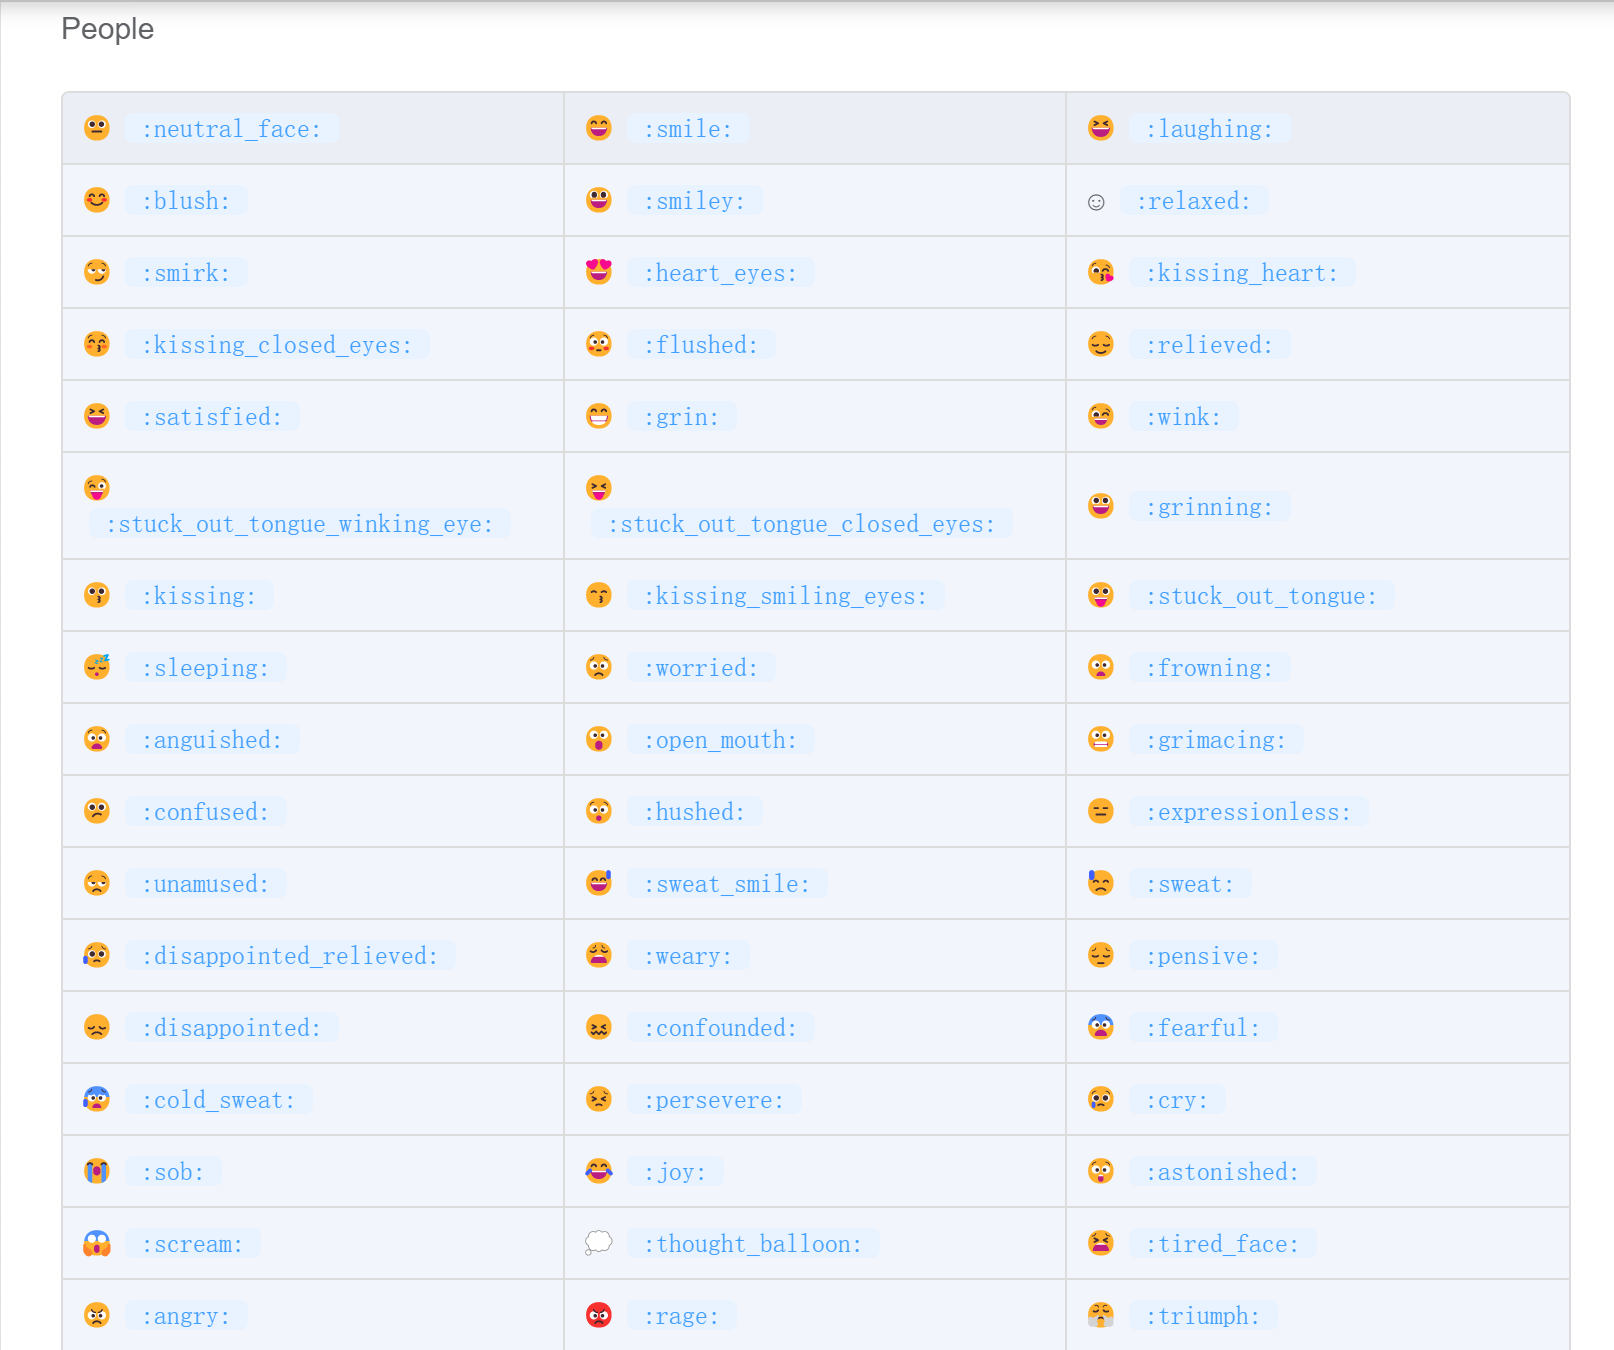 People
:neutral_face: :smile: :laughing:
:blush: :smiley: :relaxed:
:smirk: :heart_eyes: :kissing_heart:
:kissing_closed_eyes: :flushed: :relieved:
:satisfied: :grin: :wink:
:stuck_out_tongue_winking_eye: :stuck_out_tongue_closed_eyes: :grinning:
:kissing: :kissing_smiling_eyes: :stuck_out_tongue:
:sleeping: :worried: :frowning:
:anguished: :open_mouth: :grimacing:
:confused: :hushed: :expressionless:
:unamused: :sweat_smile: :sweat:
:disappointed_relieved: :weary: :pensive:
:disappointed: :confounded: :fearful:
:cold_sweat: :persevere: :cry:
:sob: :joy: :astonished:
:scream: :thought_balloon: :tired_face:
:angry: :rage: :triumph: